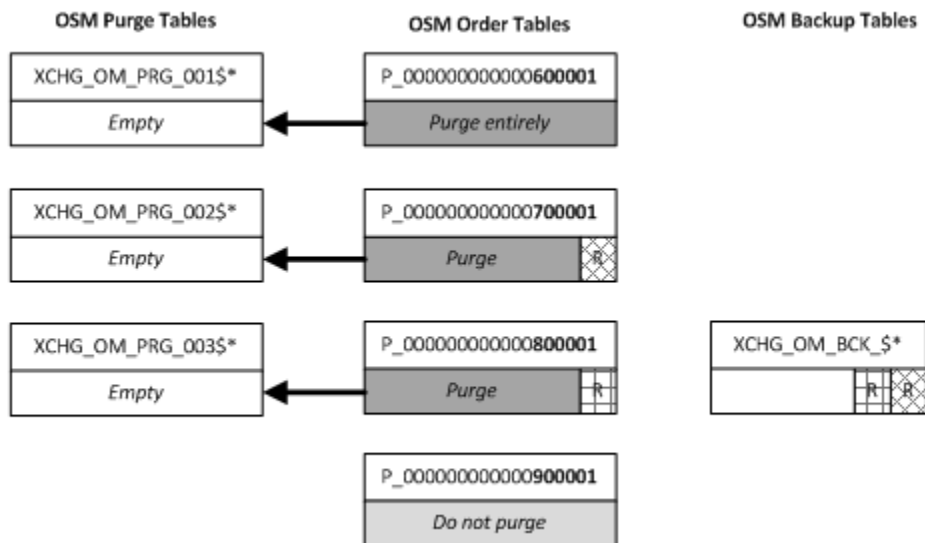 OSM Purge Tables
OSM Order Tables
OSM Backup Tables
XCHG_OM_PRG_001$*
Empty
P_000000000000600001
Purge entirely
XCHG_OM_PRG_002$*
Empty
P_000000000000700001
Purge
R
XCHG_OM_PRG_003$*
Empty
P_000000000000800001
Purge
R
XCHG_OM_BCK_$*
R
R
P_000000000000900001
Do not purge